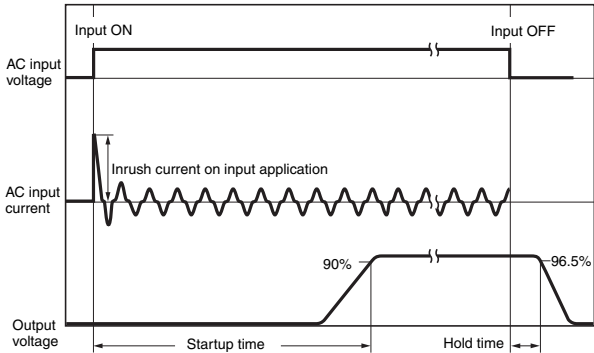 Input ON
Input OFF
AC input
voltage
Inrush current on input application
AC input
current
90%
96.5%
Output
voltage
Startup time
Hold time